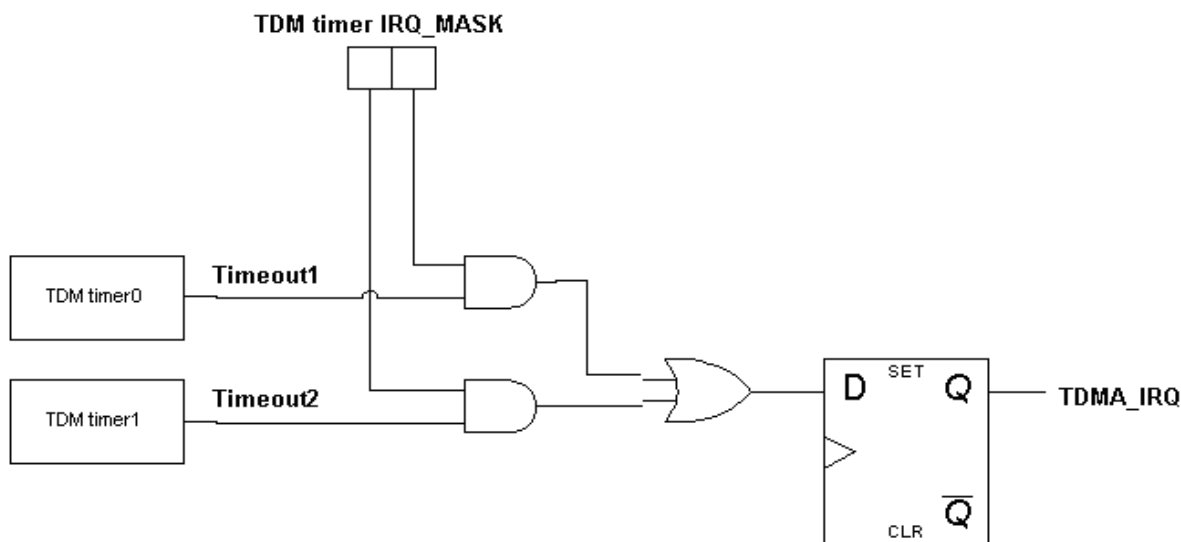 TDM timer IRQ_MASK
TDM timer0
Timeout1
TDM timer1
Timeout2
D
SET
Q
TDMA_IRQ
CLR
Q̅